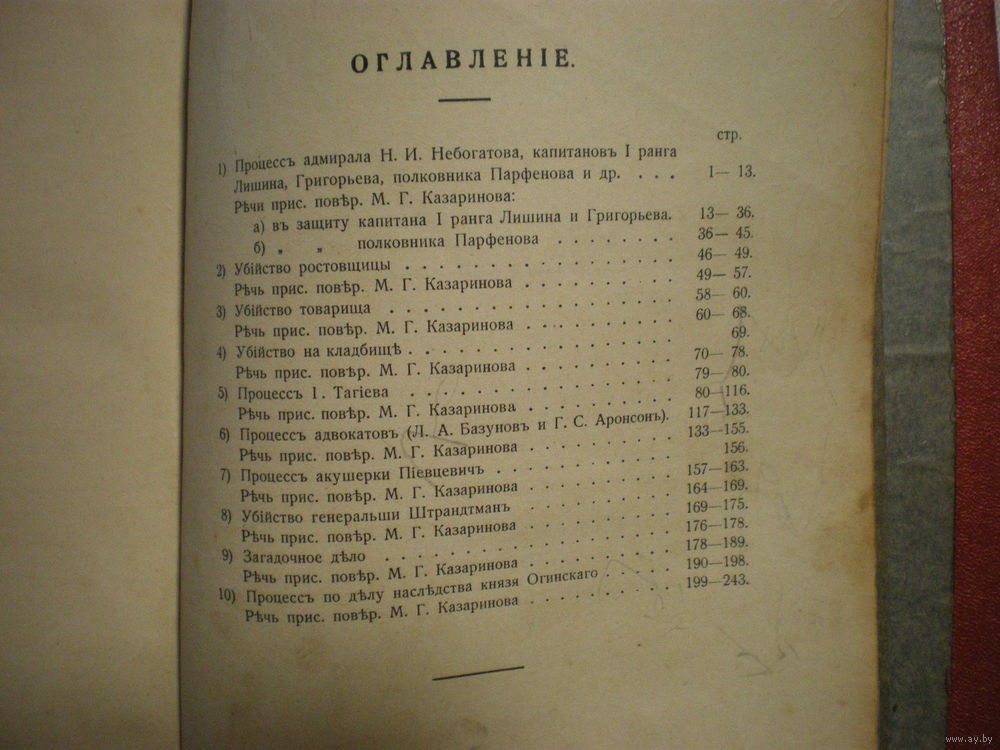 ОГЛАВЛЕНІЕ.
стр.
1) Процессъ адмирала Н. И. Небогатова, капитановъ I ранга
Лишина, Григорьева, полковника Парфенова и др. . . . 1— 13.
Рѣчи прис. повѣр. М. Г. Казаринова:
а) въ защиту капитана I ранга Лишина и Григорьева. 13— 36.
б) „ „ полковника Парфенова . . . . . . . . 36— 45.
2) Убійство ростовщицы . . . . . . . . . . . . . . 46— 49.
Рѣчь прис. повѣр. М. Г. Казаринова . . . . . . . . . 49— 57.
3) Убійство товарища . . . . . . . . . . . . . . . 58— 60.
Рѣчь прис. повѣр. М. Г. Казаринова . . . . . . . . . 60— 68.
4) Убійство на кладбищѣ . . . . . . . . . . . . . . 69.
Рѣчь прис. повѣр. М. Г. Казаринова . . . . . . . . . 70— 78.
5) Процессъ I. Тагіева . . . . . . . . . . . . . . 79— 80.
Рѣчь прис. повѣр. М. Г. Казаринова . . . . . . . . . 80—116.
6) Процессъ адвокатовъ (Л. А. Базуновъ и Г. С. Аронсонъ). 117—133.
Рѣчь прис. повѣр. М. Г. Казаринова . . . . . . . . . 133—155.
7) Процессъ акушерки Піевцевичъ . . . . . . . . . . 156.
Рѣчь прис. повѣр. М. Г. Казаринова . . . . . . . . . 157—163.
8) Убійство генеральши Штрандтманъ . . . . . . . . . 164—169.
Рѣчь прис. повѣр. М. Г. Казаринова . . . . . . . . . 169—175.
9) Загадочное дѣло . . . . . . . . . . . . . . . . 176—178.
Рѣчь прис. повѣр. М. Г. Казаринова . . . . . . . . . 178—189.
10) Процессъ по дѣлу наслѣдства князя Огинскаго . . . . . 190—198.
Рѣчь прис. повѣр. М. Г. Казаринова . . . . . . . . . 199—243.
www.ay.by